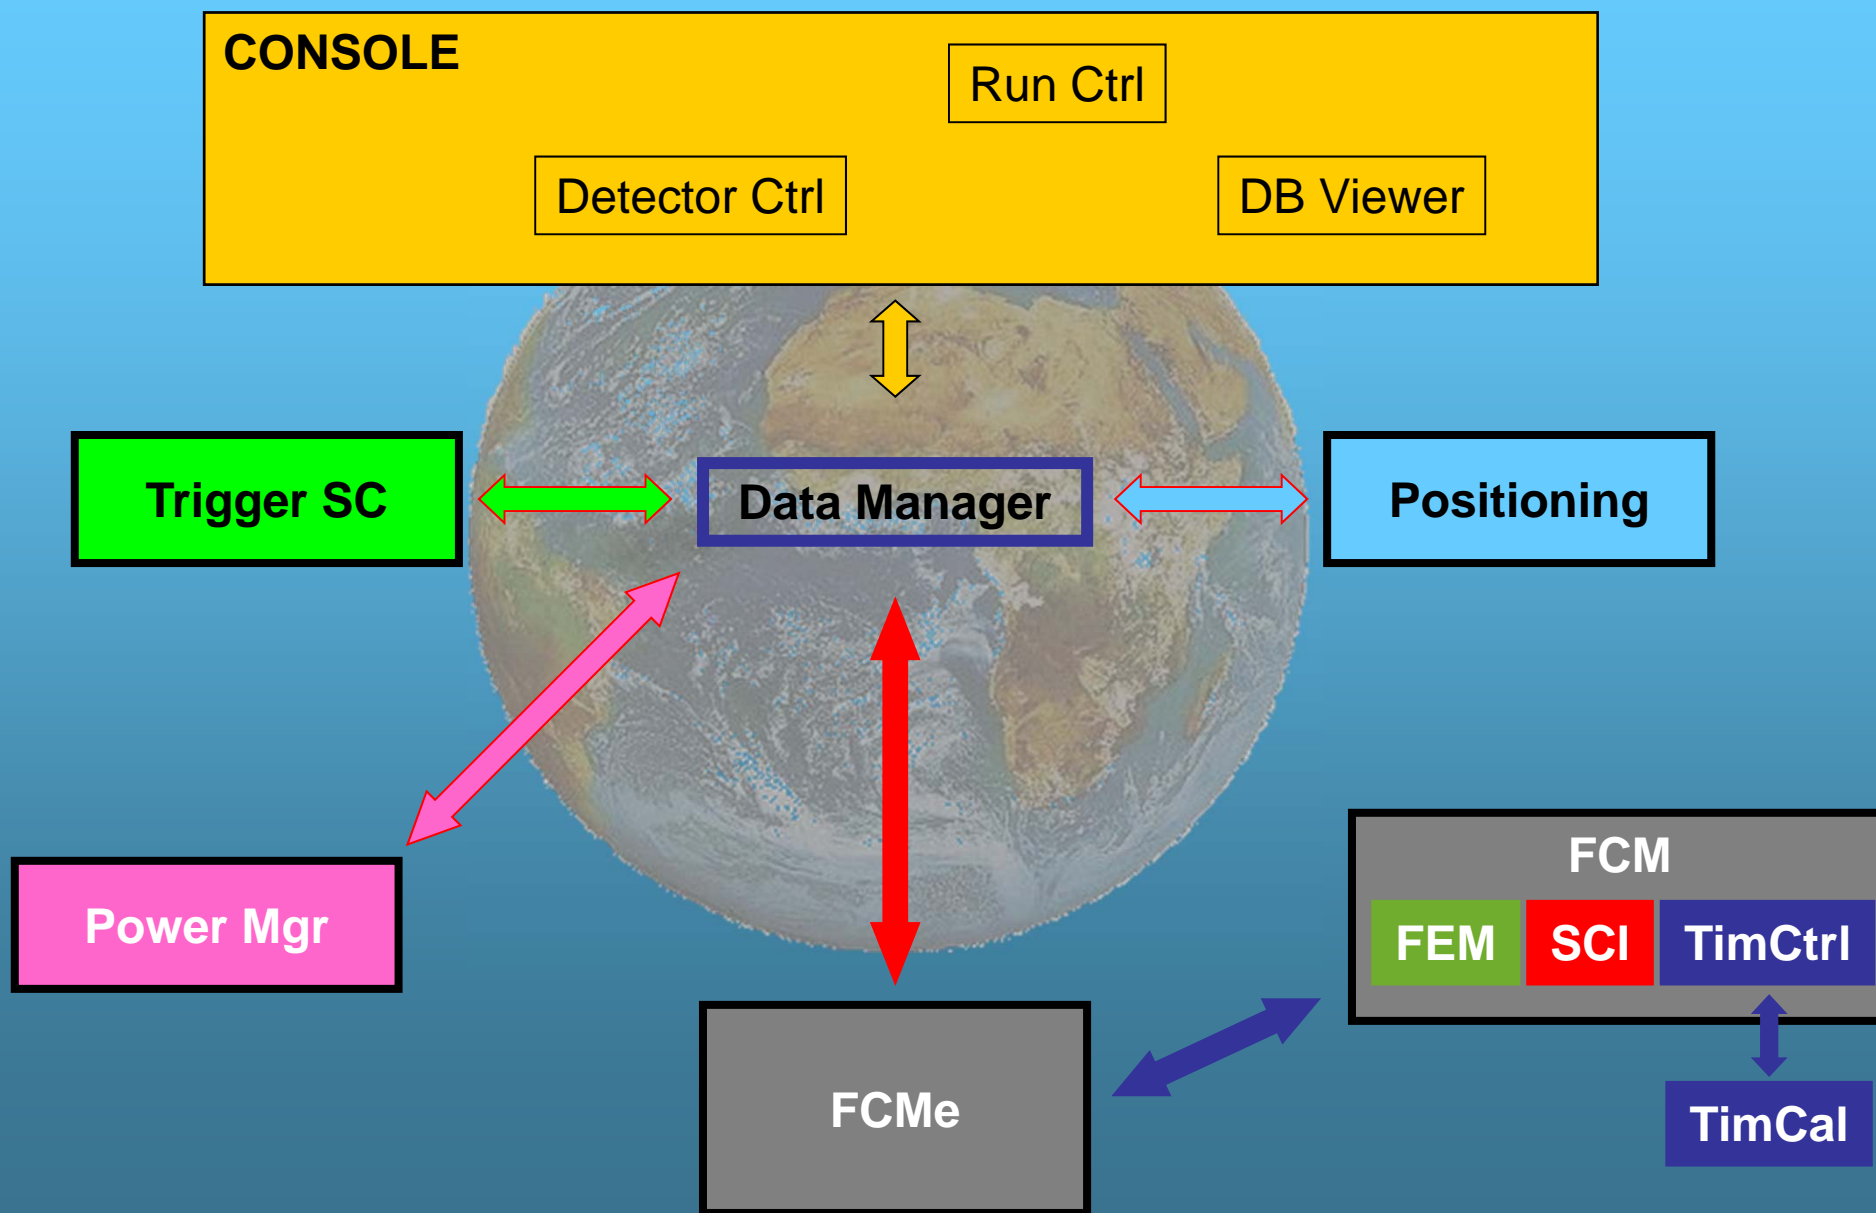 CONSOLE
Run Ctrl
Detector Ctrl
DB Viewer
Trigger SC
Data Manager
Positioning
Power Mgr
FCM
FEM
SCI
TimCtrl
FCMe
TimCal